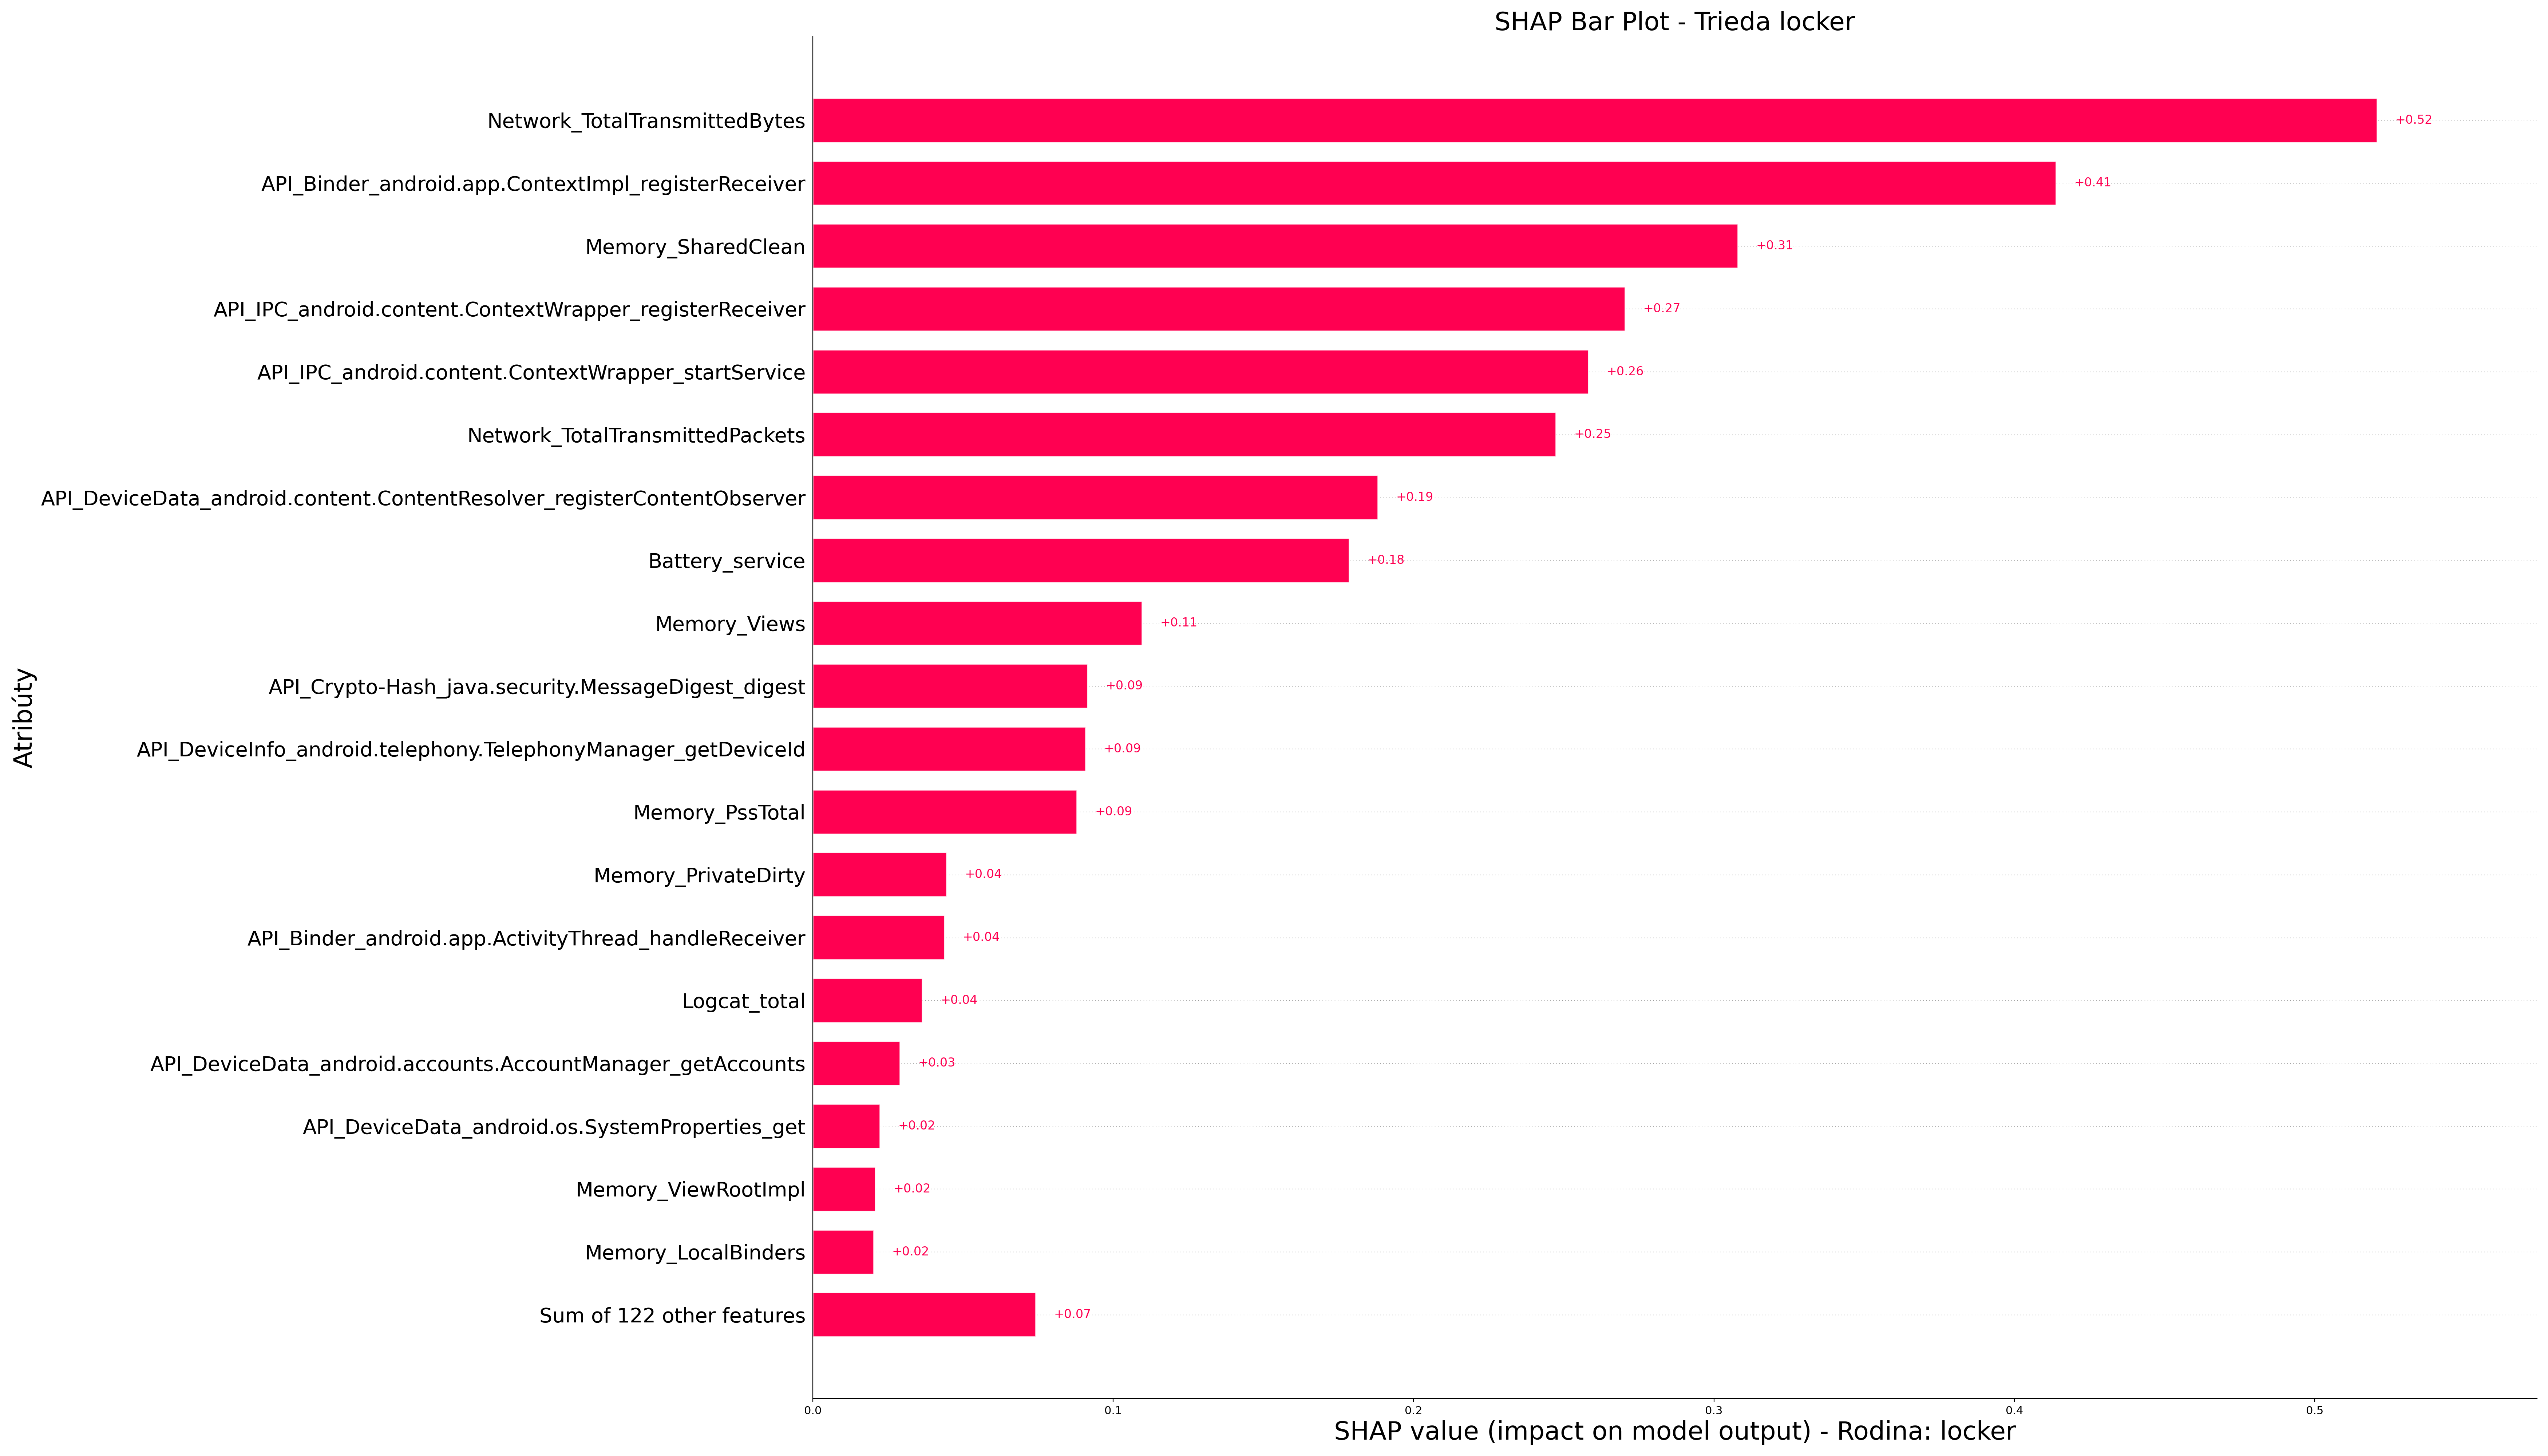 SHAP Bar Plot - Trieda locker
Atribúty
Network_TotalTransmittedBytes +0.52
API_Binder_android.app.ContextImpl_registerReceiver +0.41
Memory_SharedClean +0.31
API_IPC_android.content.ContextWrapper_registerReceiver +0.27
API_IPC_android.content.ContextWrapper_startService +0.26
Network_TotalTransmittedPackets +0.25
API_DeviceData_android.content.ContentResolver_registerContentObserver +0.19
Battery_service +0.18
Memory_Views +0.11
API_Crypto-Hash_java.security.MessageDigest_digest +0.09
API_DeviceInfo_android.telephony.TelephonyManager_getDeviceId +0.09
Memory_PssTotal +0.09
Memory_PrivateDirty +0.04
API_Binder_android.app.ActivityThread_handleReceiver +0.04
Logcat_total +0.04
API_DeviceData_android.accounts.AccountManager_getAccounts +0.03
API_DeviceData_android.os.SystemProperties_get +0.02
Memory_ViewRootImpl +0.02
Memory_LocalBinders +0.02
Sum of 122 other features +0.07
0.0 0.1 0.2 0.3 0.4 0.5
SHAP value (impact on model output) - Rodina: locker